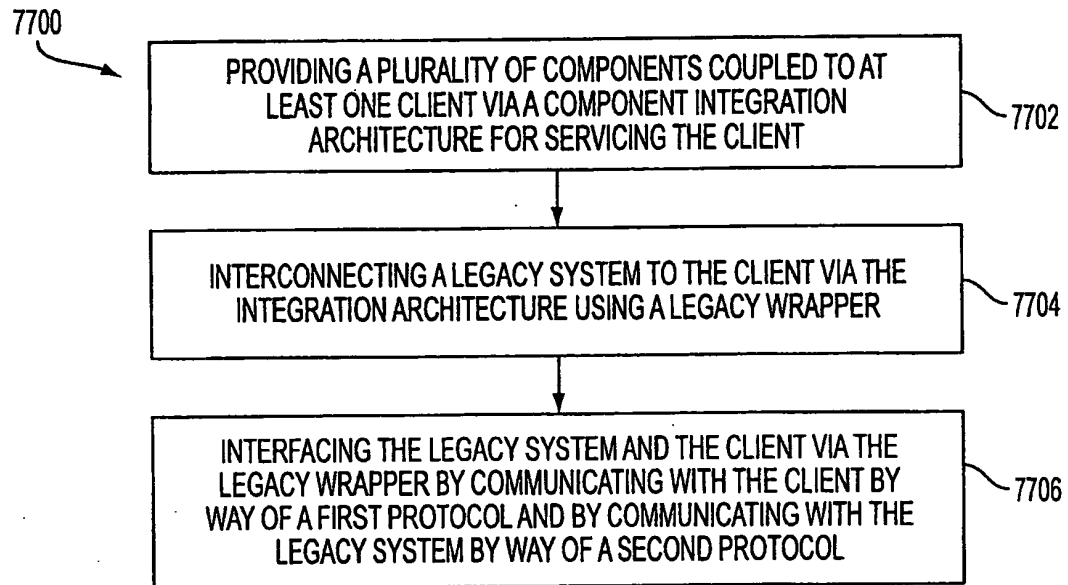 7700
PROVIDING A PLURALITY OF COMPONENTS COUPLED TO AT
LEAST ONE CLIENT VIA A COMPONENT INTEGRATION
ARCHITECTURE FOR SERVICING THE CLIENT
7702
INTERCONNECTING A LEGACY SYSTEM TO THE CLIENT VIA THE
INTEGRATION ARCHITECTURE USING A LEGACY WRAPPER
7704
INTERFACING THE LEGACY SYSTEM AND THE CLIENT VIA THE
LEGACY WRAPPER BY COMMUNICATING WITH THE CLIENT BY
WAY OF A FIRST PROTOCOL AND BY COMMUNICATING WITH THE
LEGACY SYSTEM BY WAY OF A SECOND PROTOCOL
7706